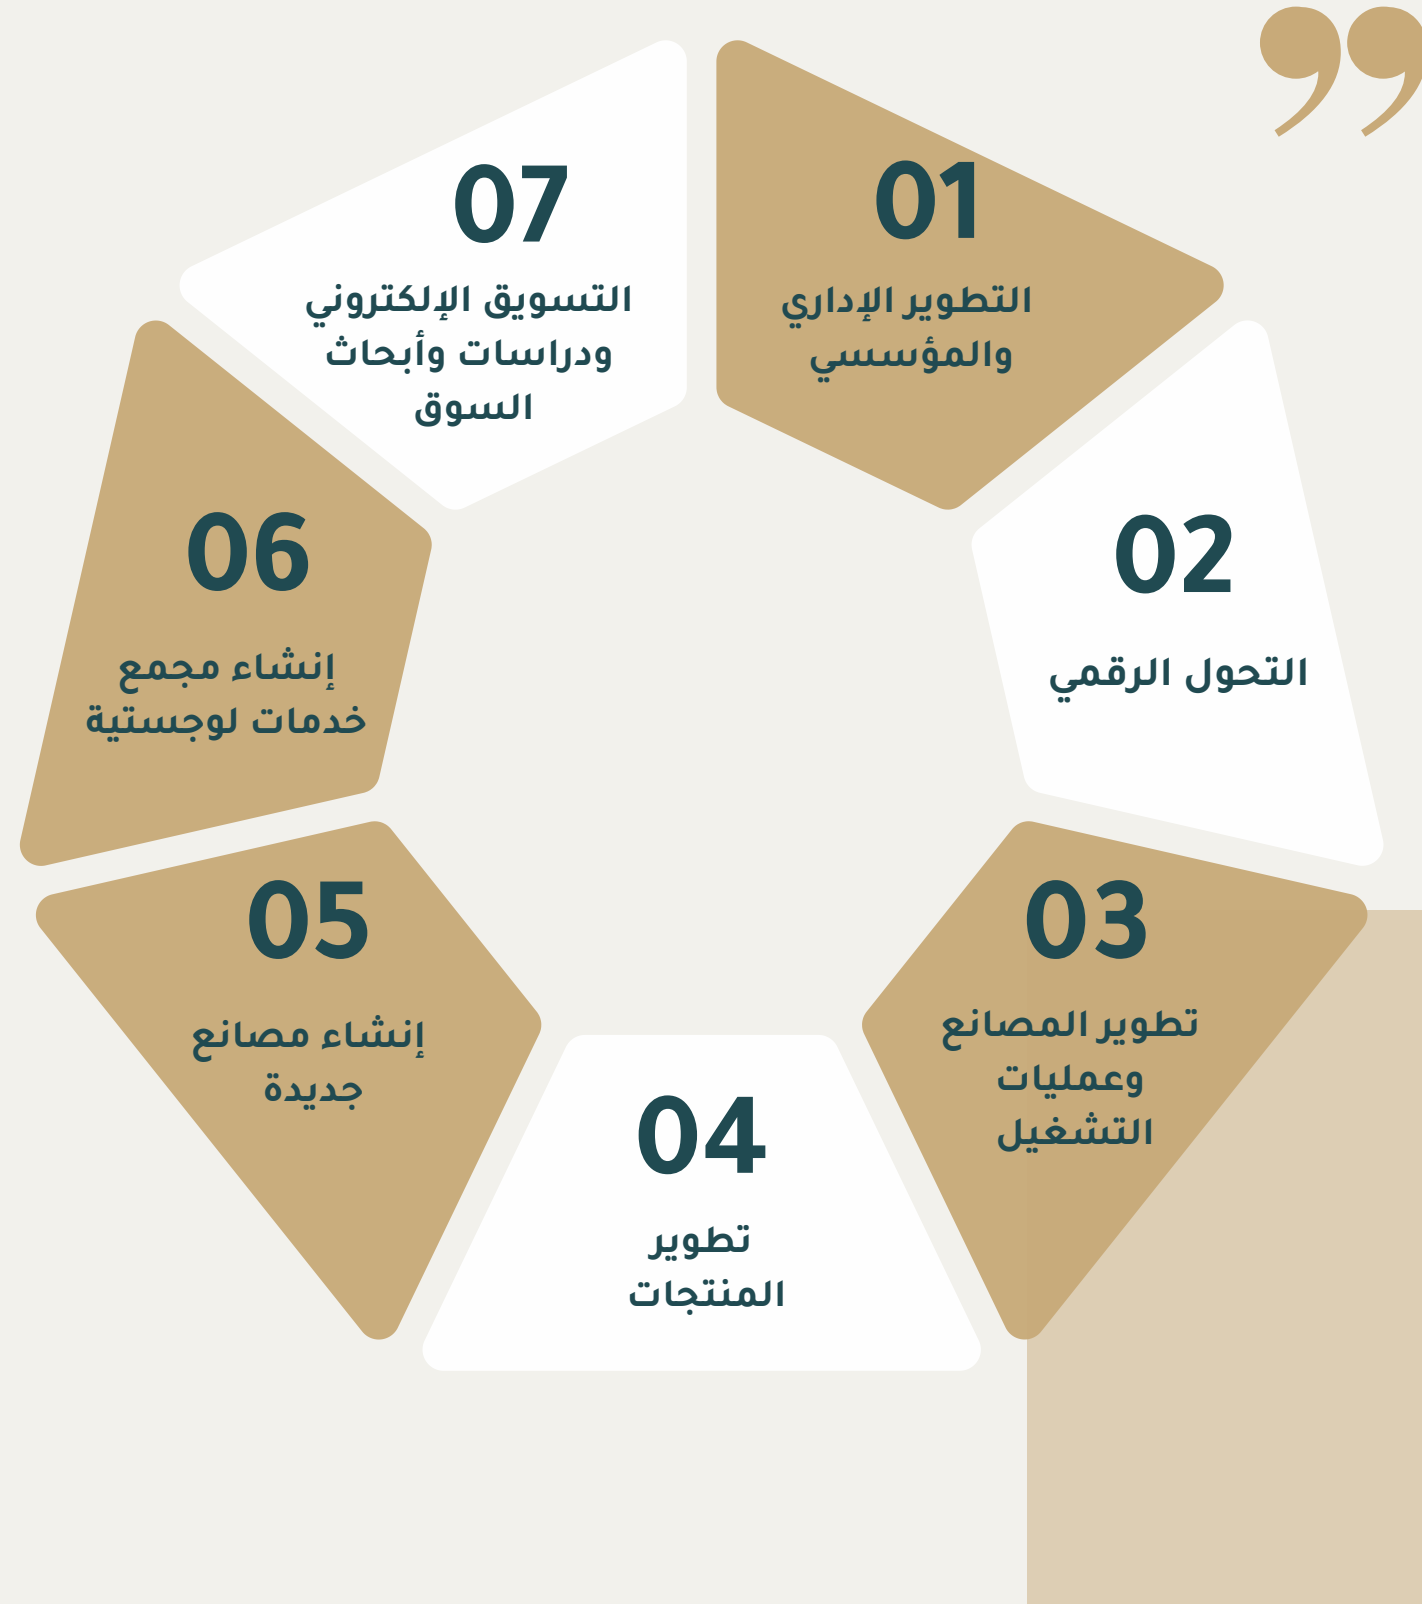 01
التطوير الإداري
والمؤسسي
02
التحول الرقمي
03
تطوير المصانع
وعمليات
التشغيل
04
تطوير
المنتجات
05
إنشاء مصانع
جديدة
06
إنشاء مجمع
خدمات لوجستية
07
التسويق الإلكتروني
ودراسات وأبحاث
السوق